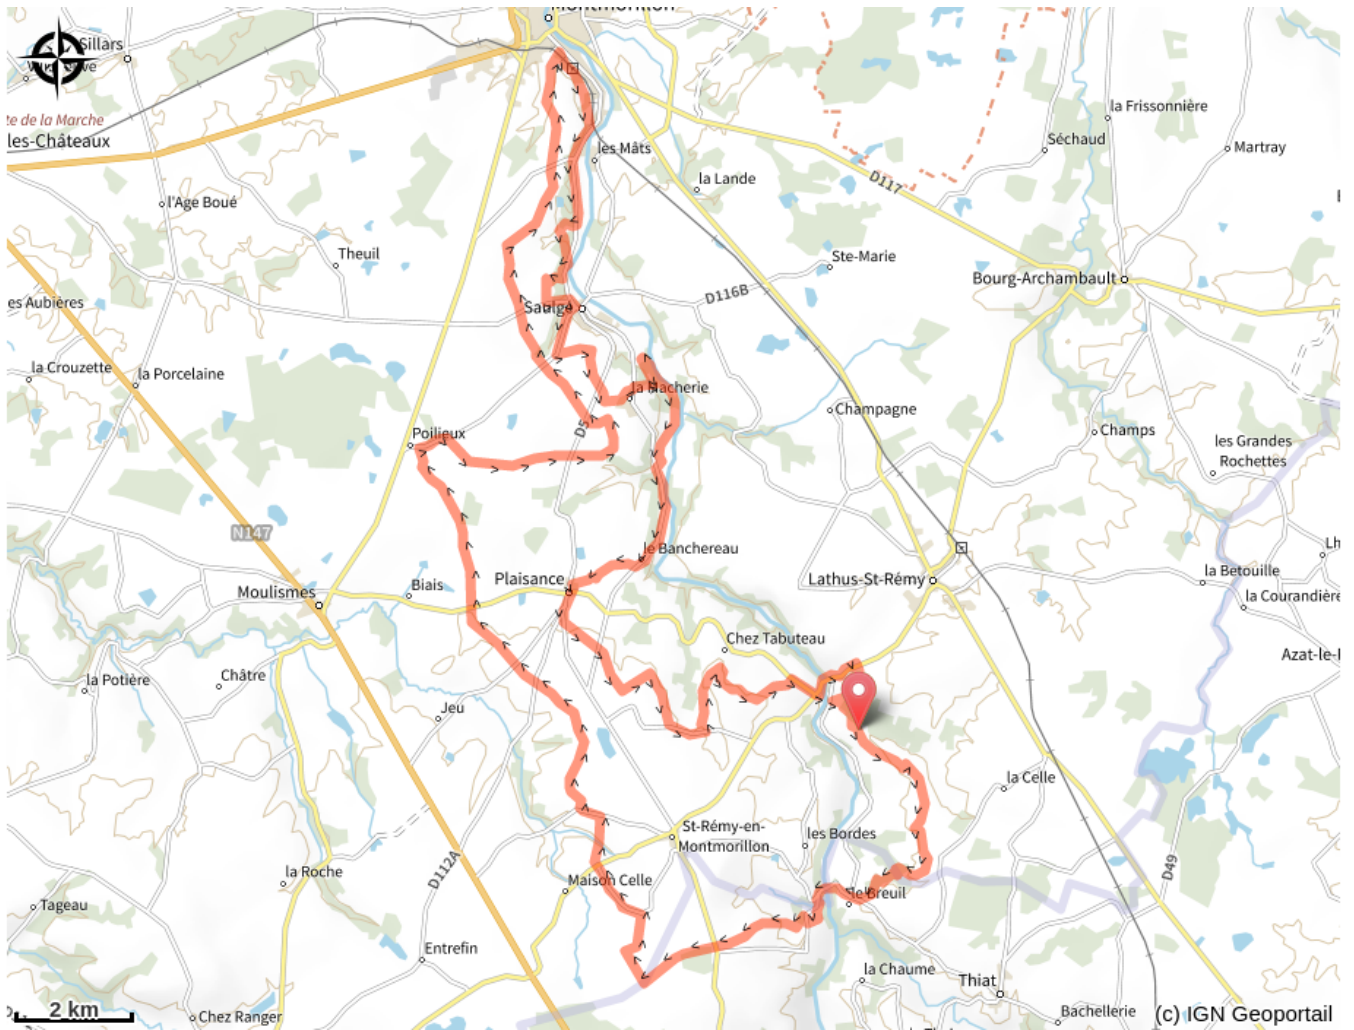 Montmorillon
Sillars
te de la Marche
les-Châteaux
la Frissonnière
Séchaud
Martray
les Mâts
la Lande
D117
l'Age Boué
Theuil
Ste-Marie
Bourg-Archambault
D116B
es Aubières
Saulgé
la Crouzette
la Porcelaine
la Macherie
Champagne
Champs
les Grandes
Rochettes
Poilieux
D5
N147
le Banchereau
Plaisance
Lathus-St-Rémy
Moulismes
Biais
la Betouille
la Courandière
Lh
Azat-le-
Chez Tabuteau
la Potière
Châtre
Jeu
la Celle
St-Rémy-en-
Montmorillon
les Bordes
D49
la Roche
D112A
Maison Celle
le Breuil
Tageau
Entrefin
la Chaume
Thiat
Bachellerie
2 km
Chez Ranger
(c) IGN Geoportail